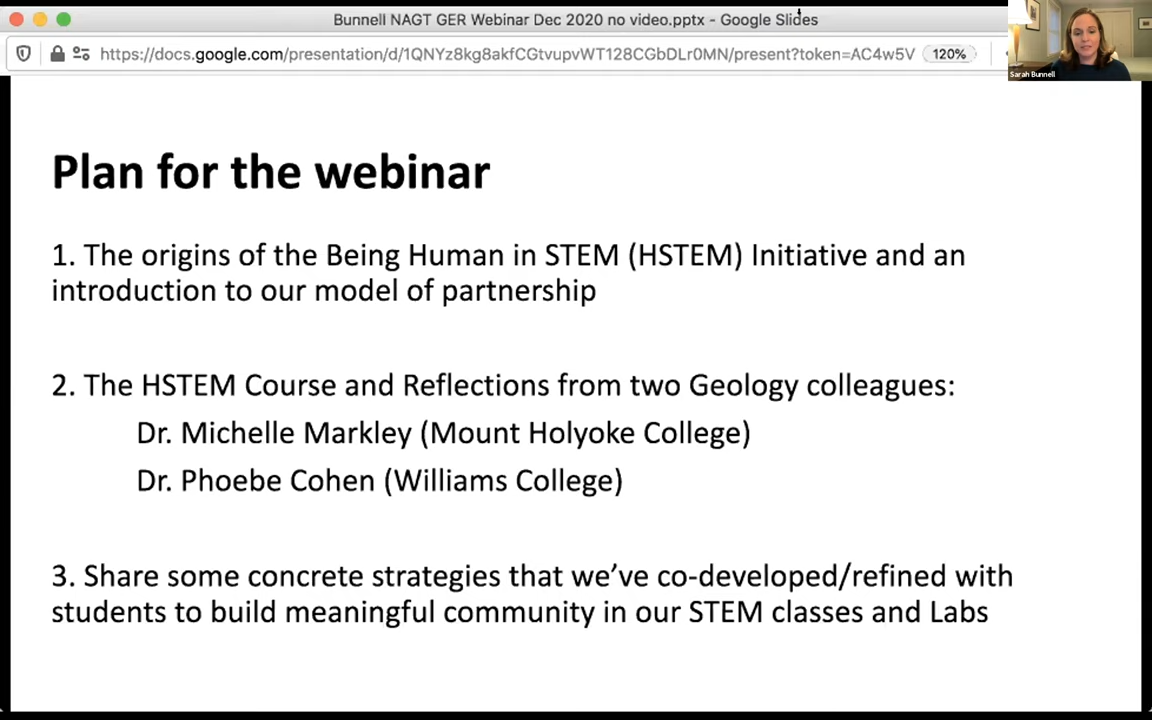 Bunnell NAGT GER Webinar Dec 2020 no video.pptx - Google Slides
https://docs.google.com/presentation/d/1QNYz8kg8akfCGtvupvWT128CGbDLr0MN/present?token=AC4w5V
120%
Sarah Bunnell
Plan for the webinar
1. The origins of the Being Human in STEM (HSTEM) Initiative and an
introduction to our model of partnership
2. The HSTEM Course and Reflections from two Geology colleagues:
Dr. Michelle Markley (Mount Holyoke College)
Dr. Phoebe Cohen (Williams College)
3. Share some concrete strategies that we’ve co-developed/refined with
students to build meaningful community in our STEM classes and Labs